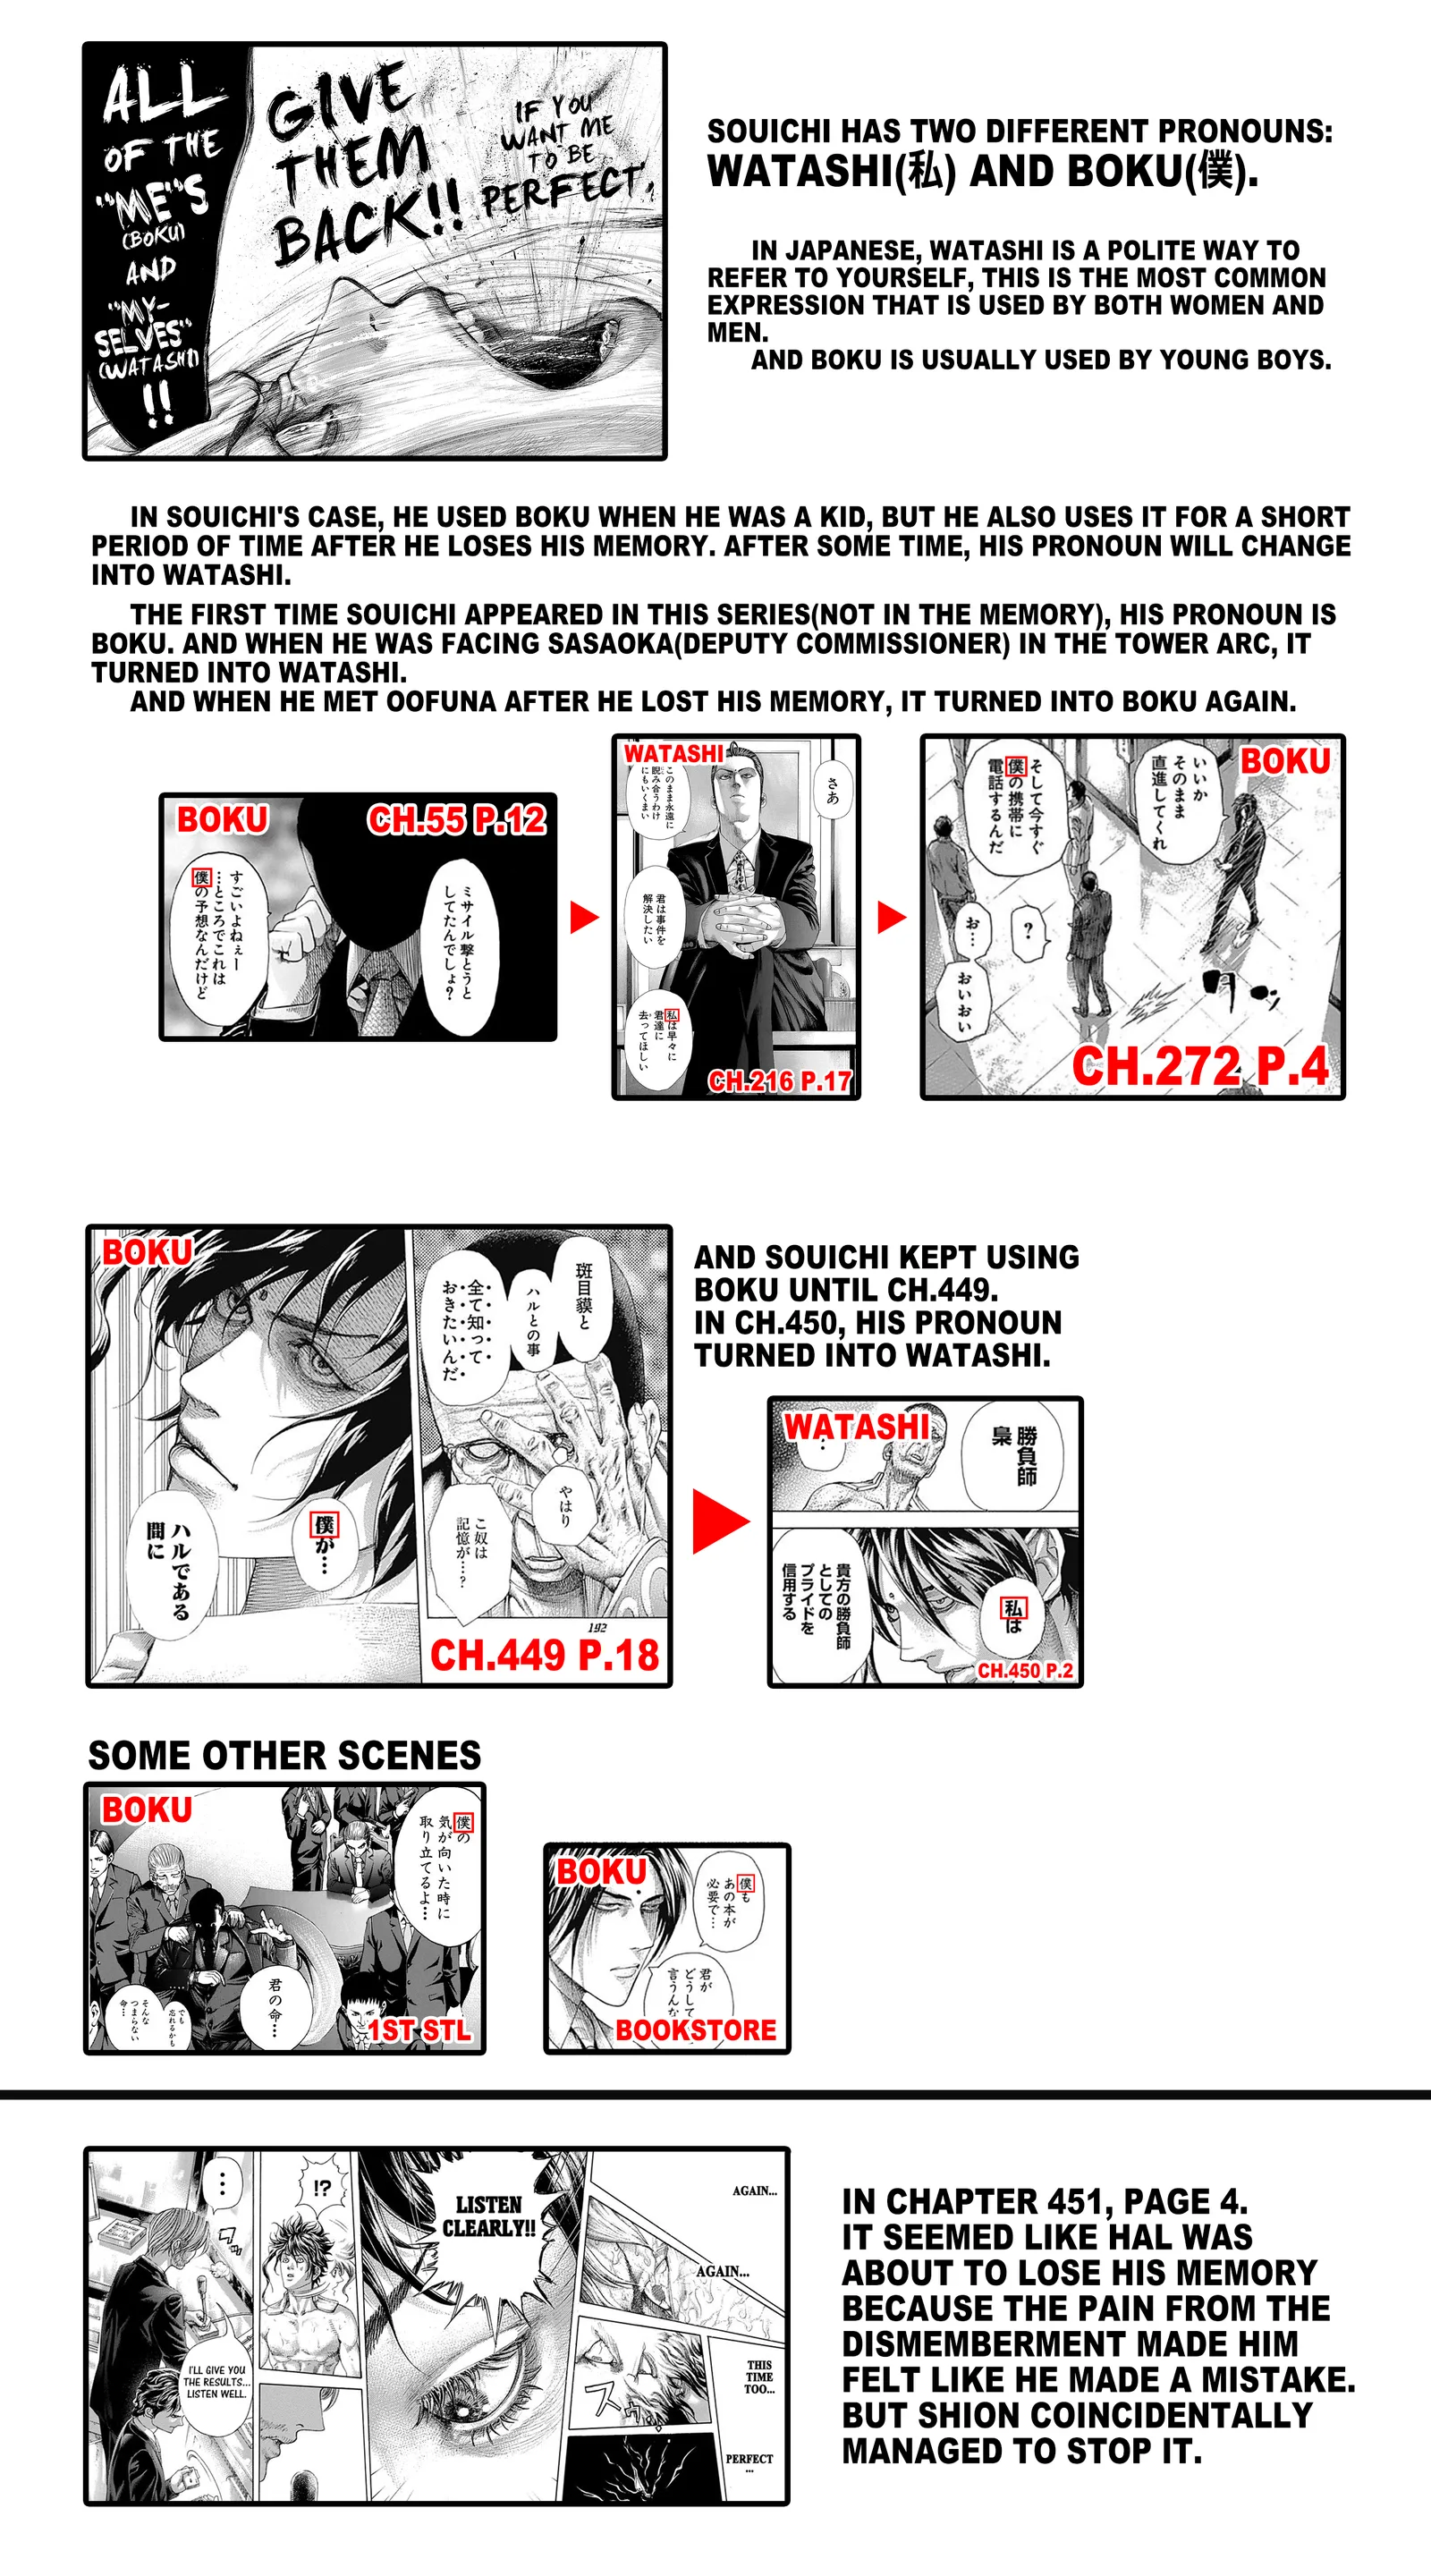 ALL
OF THE
"ME"S
(BOKU)
AND
"MY-
SELVES"
(WATASHI)
!!
GIVE
THEM
BACK!!
IF YOU
WANT ME
TO BE
PERFECT,
SOUICHI HAS TWO DIFFERENT PRONOUNS:
WATASHI(私) AND BOKU(僕).
IN JAPANESE, WATASHI IS A POLITE WAY TO
REFER TO YOURSELF, THIS IS THE MOST COMMON
EXPRESSION THAT IS USED BY BOTH WOMEN AND
MEN.
AND BOKU IS USUALLY USED BY YOUNG BOYS.
IN SOUICHI'S CASE, HE USED BOKU WHEN HE WAS A KID, BUT HE ALSO USES IT FOR A SHORT
PERIOD OF TIME AFTER HE LOSES HIS MEMORY. AFTER SOME TIME, HIS PRONOUN WILL CHANGE
INTO WATASHI.
THE FIRST TIME SOUICHI APPEARED IN THIS SERIES(NOT IN THE MEMORY), HIS PRONOUN IS
BOKU. AND WHEN HE WAS FACING SASAOKA(DEPUTY COMMISSIONER) IN THE TOWER ARC, IT
TURNED INTO WATASHI.
AND WHEN HE MET OOFUNA AFTER HE LOST HIS MEMORY, IT TURNED INTO BOKU AGAIN.
BOKU
CH.55 P.12
ミサイル撃とうと
してたんでしょ?
すごいよねぇー
…ところでこれは
僕の予想なんだけど
WATASHI
さあ
このまま永遠に
睨み合うわけ
にもいくまい
君は事件を
解決したい
私は早々に
君達に
去ってほしい
CH.216 P.17
BOKU
いいか
そのまま
直進してくれ
そして今すぐ
僕の携帯に
電話するんだ
?
お…
おいおい
CH.272 P.4
BOKU
斑目貘と
ハルとの事
全て知って
おきたいんだ
やはり
こ奴は
記憶が…?
僕が…
ハルである
間に
192
CH.449 P.18
AND SOUICHI KEPT USING
BOKU UNTIL CH.449.
IN CH.450, HIS PRONOUN
TURNED INTO WATASHI.
WATASHI
勝負師
梟
…
私は
貴方の勝負師
としての
プライドを
信用する
CH.450 P.2
SOME OTHER SCENES
BOKU
僕の
気が向いた時に
取り立てるよ…
君の命…
でも
忘れるかも
そんな
つまらない
命…
1ST STL
BOKU
僕も
あの本が
必要で…
君が
どうして
言うんな
BOOKSTORE
…
!?
LISTEN
CLEARLY!!
AGAIN...
AGAIN...
THIS
TIME
TOO...
PERFECT
...
I'LL GIVE YOU
THE RESULTS...
LISTEN WELL.
IN CHAPTER 451, PAGE 4.
IT SEEMED LIKE HAL WAS
ABOUT TO LOSE HIS MEMORY
BECAUSE THE PAIN FROM THE
DISMEMBERMENT MADE HIM
FELT LIKE HE MADE A MISTAKE.
BUT SHION COINCIDENTALLY
MANAGED TO STOP IT.